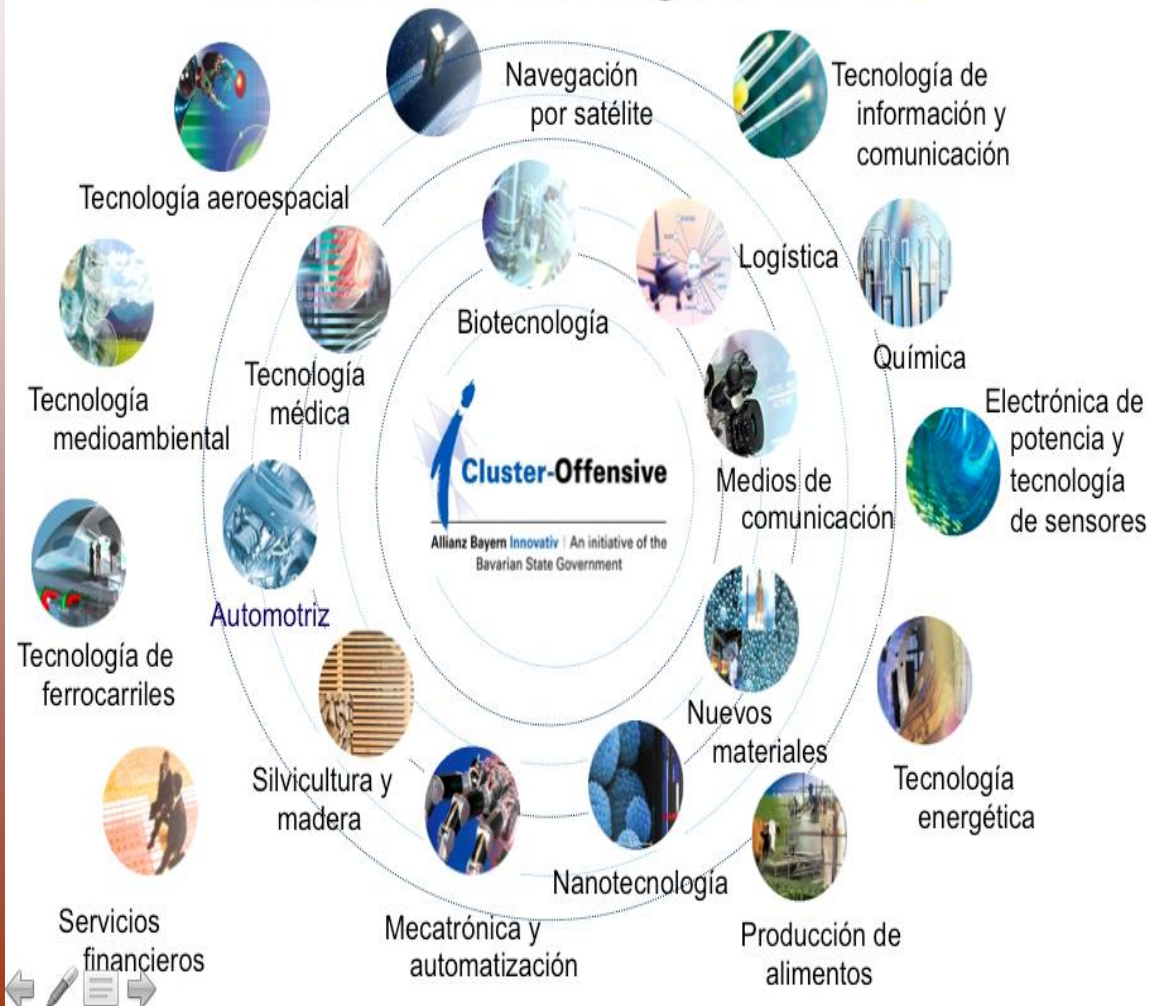 Navegación
por satélite
Tecnología de
información y
comunicación
Tecnología aeroespacial
Logística
Biotecnología
Química
Tecnología
médica
Tecnología
medioambiental
Electrónica de
potencia y
tecnología
de sensores
Cluster-Offensive
Medios de
comunicación
Allianz Bayern Innovativ | An initiative of the
Bavarian State Government
Automotriz
Tecnología de
ferrocarriles
Nuevos
materiales
Silvicultura y
madera
Tecnología
energética
Nanotecnología
Servicios
financieros
Mecatrónica y
automatización
Producción de
alimentos